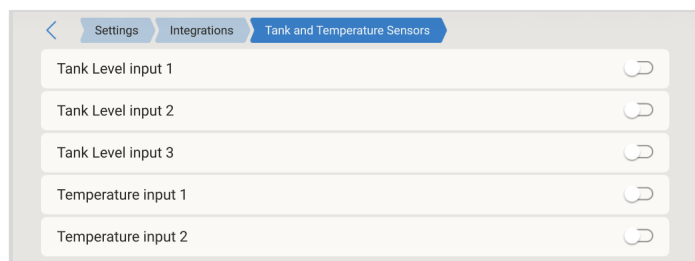 Settings Integrations Tank and Temperature Sensors
Tank Level input 1
Tank Level input 2
Tank Level input 3
Temperature input 1
Temperature input 2